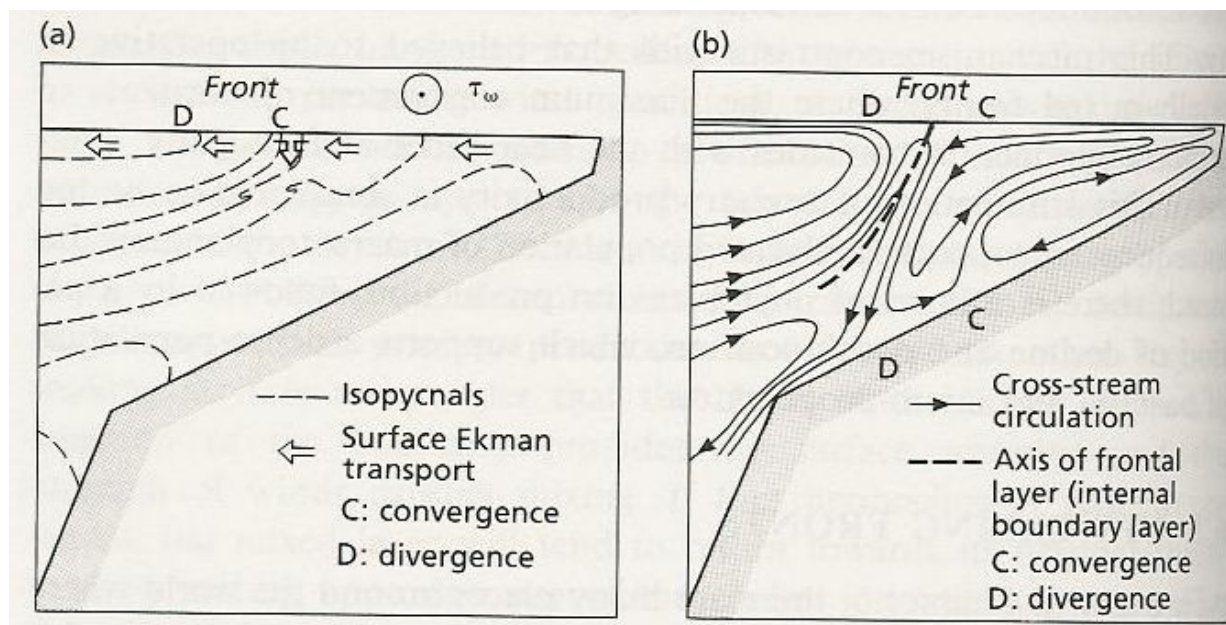 (a)
Front
τω
D
C
Isopycnals
Surface Ekman
transport
C: convergence
D: divergence
(b)
Front
D
C
C
D
Cross-stream
circulation
Axis of frontal
layer (internal
boundary layer)
C: convergence
D: divergence